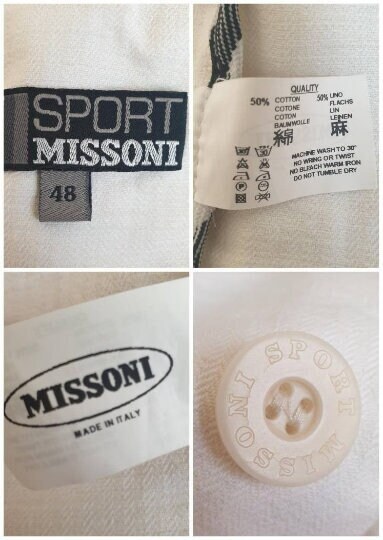 SPORT
MISSONI
48
QUALITY
50% COTTON 50% LINO
COTONE FLACHS
COTON LIN
BAUMWOLLE LEINEN
綿 麻
MACHINE WASH TO 30°
NO WRING OR TWIST
NO BLEACH WARM IRON
DO NOT TUMBLE DRY
MISSONI
MADE IN ITALY
MISSONI SPORT